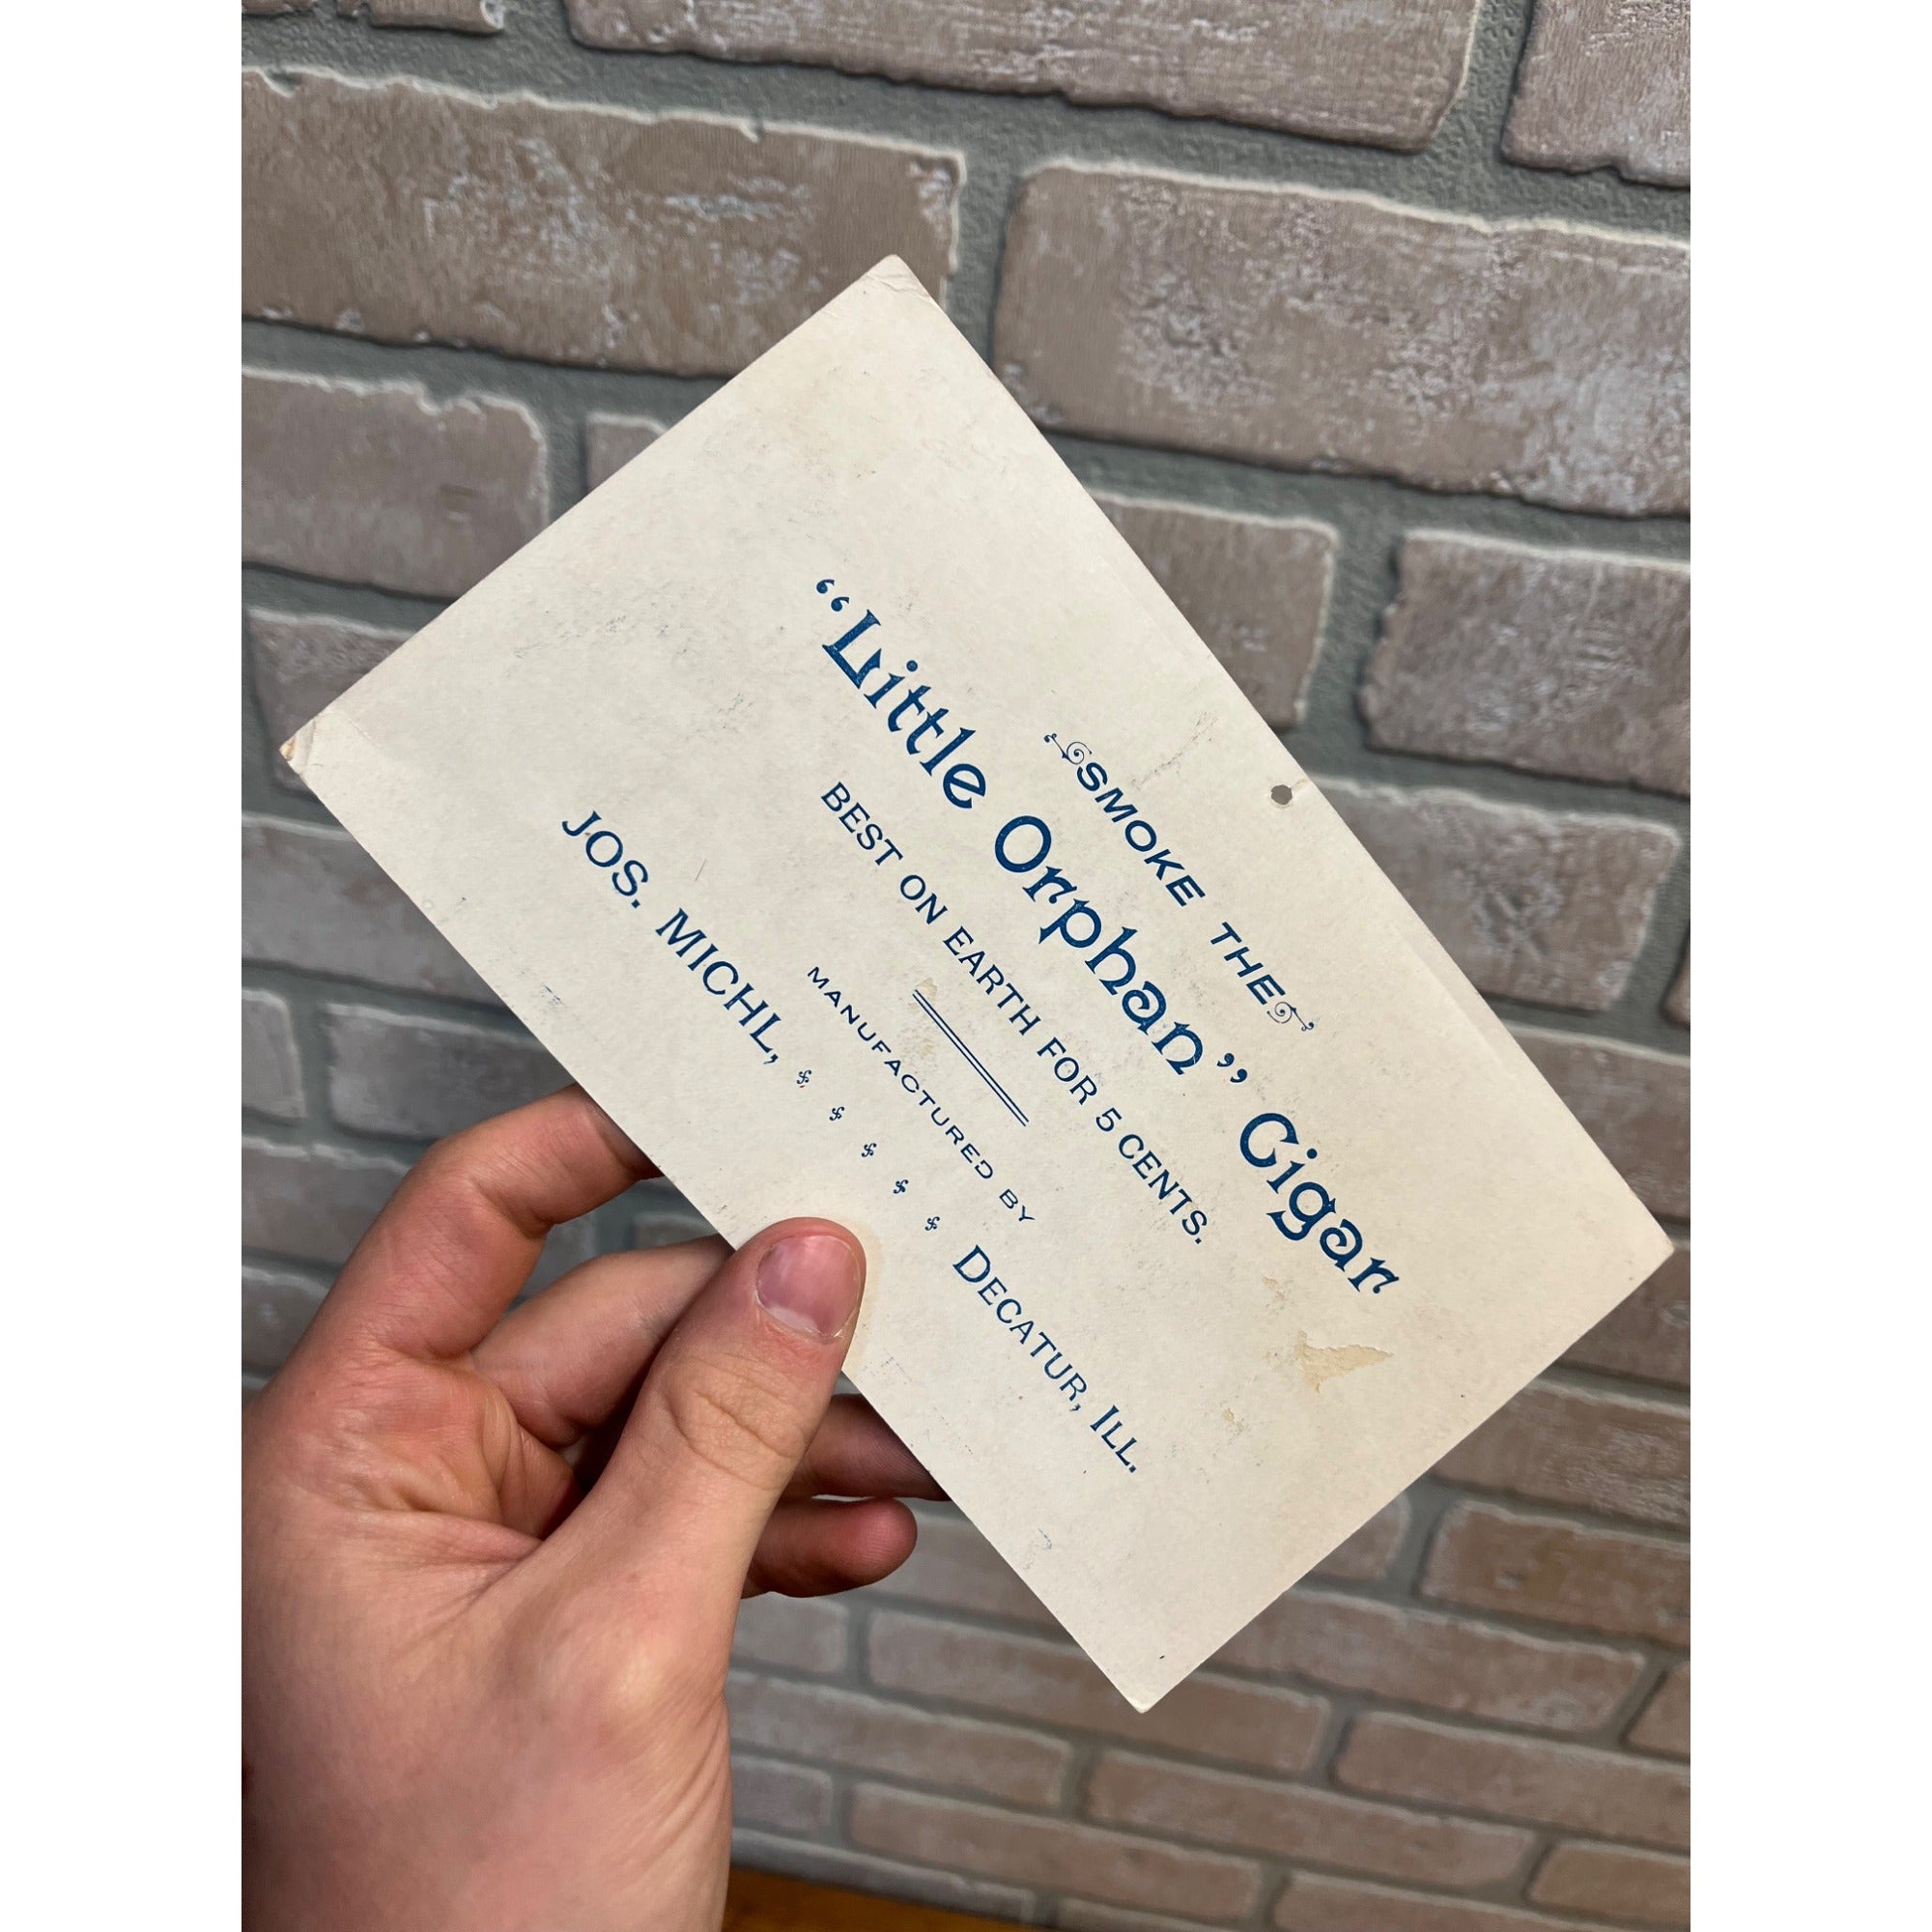 SMOKE THE
“Little Orphan” Cigar
BEST ON EARTH FOR 5 CENTS.
MANUFACTURED BY
JOS. MICHL, DECATUR, ILL.